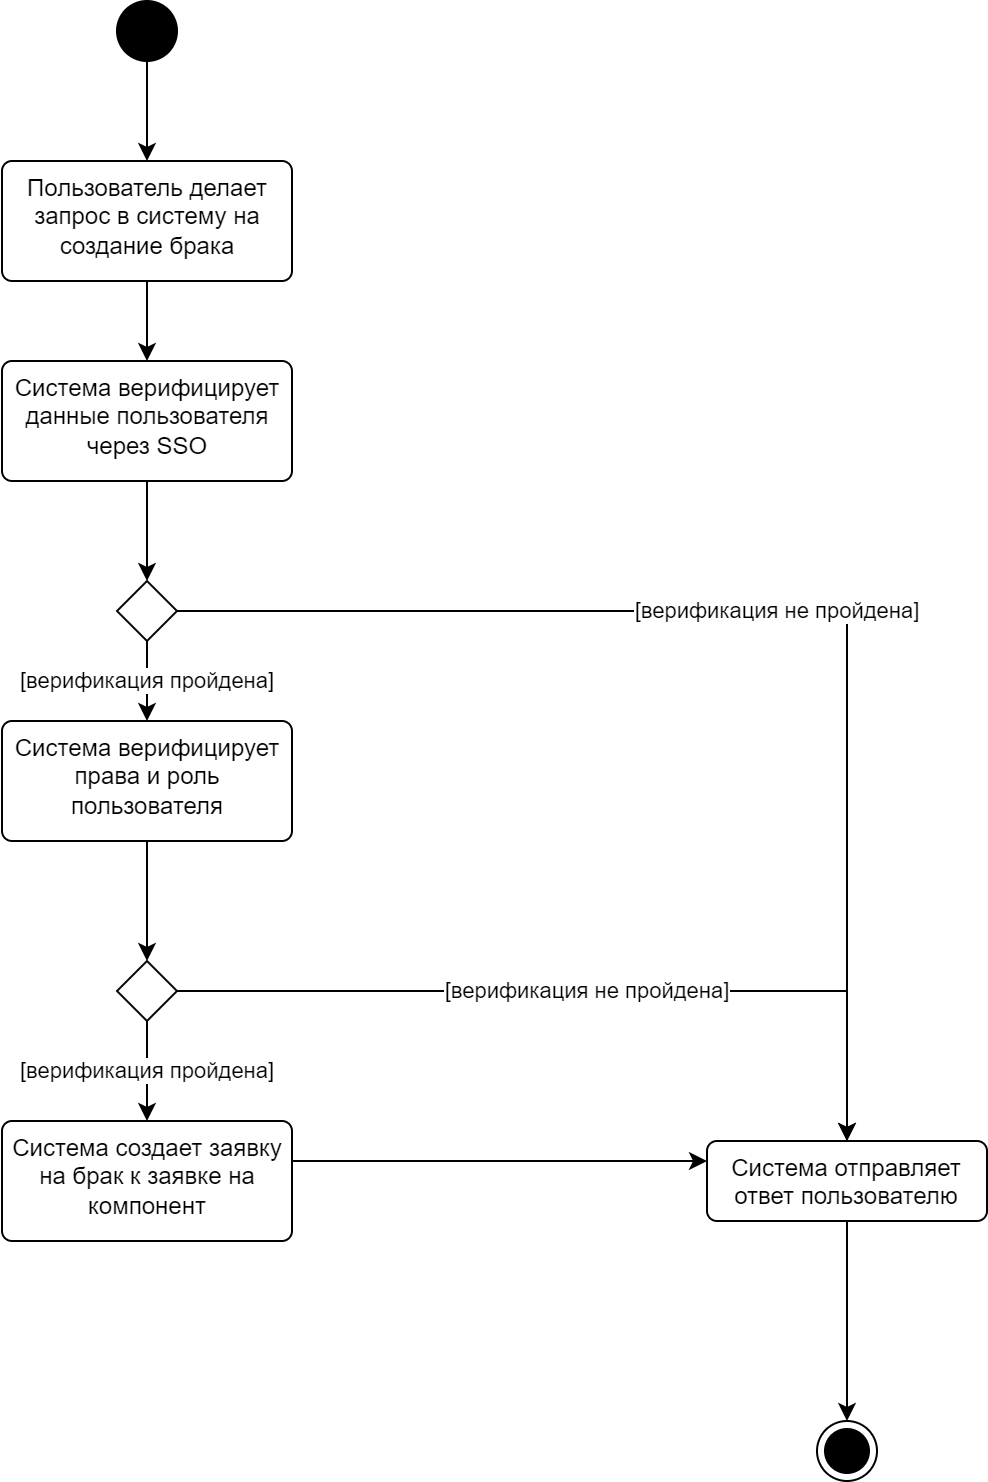 Пользователь делает
запрос в систему на
создание брака
Система верифицирует
данные пользователя
через SSO
[верификация не пройдена]
[верификация пройдена]
Система верифицирует
права и роль
пользователя
[верификация не пройдена]
[верификация пройдена]
Система создает заявку
на брак к заявке на
компонент
Система отправляет
ответ пользователю